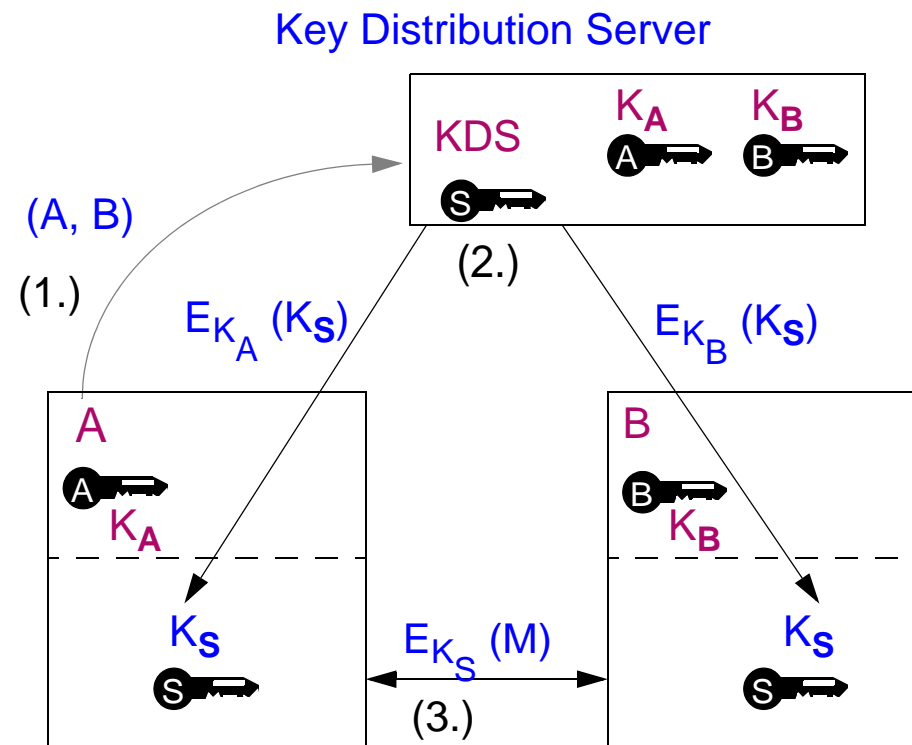 Key Distribution Server
K_A K_B
KDS
A B
S
(A, B)
(2.)
(1.)
E_{K_A} (K_S) E_{K_B} (K_S)
A B
A B
K_A K_B
K_S E_{K_S} (M) K_S
S S
(3.)